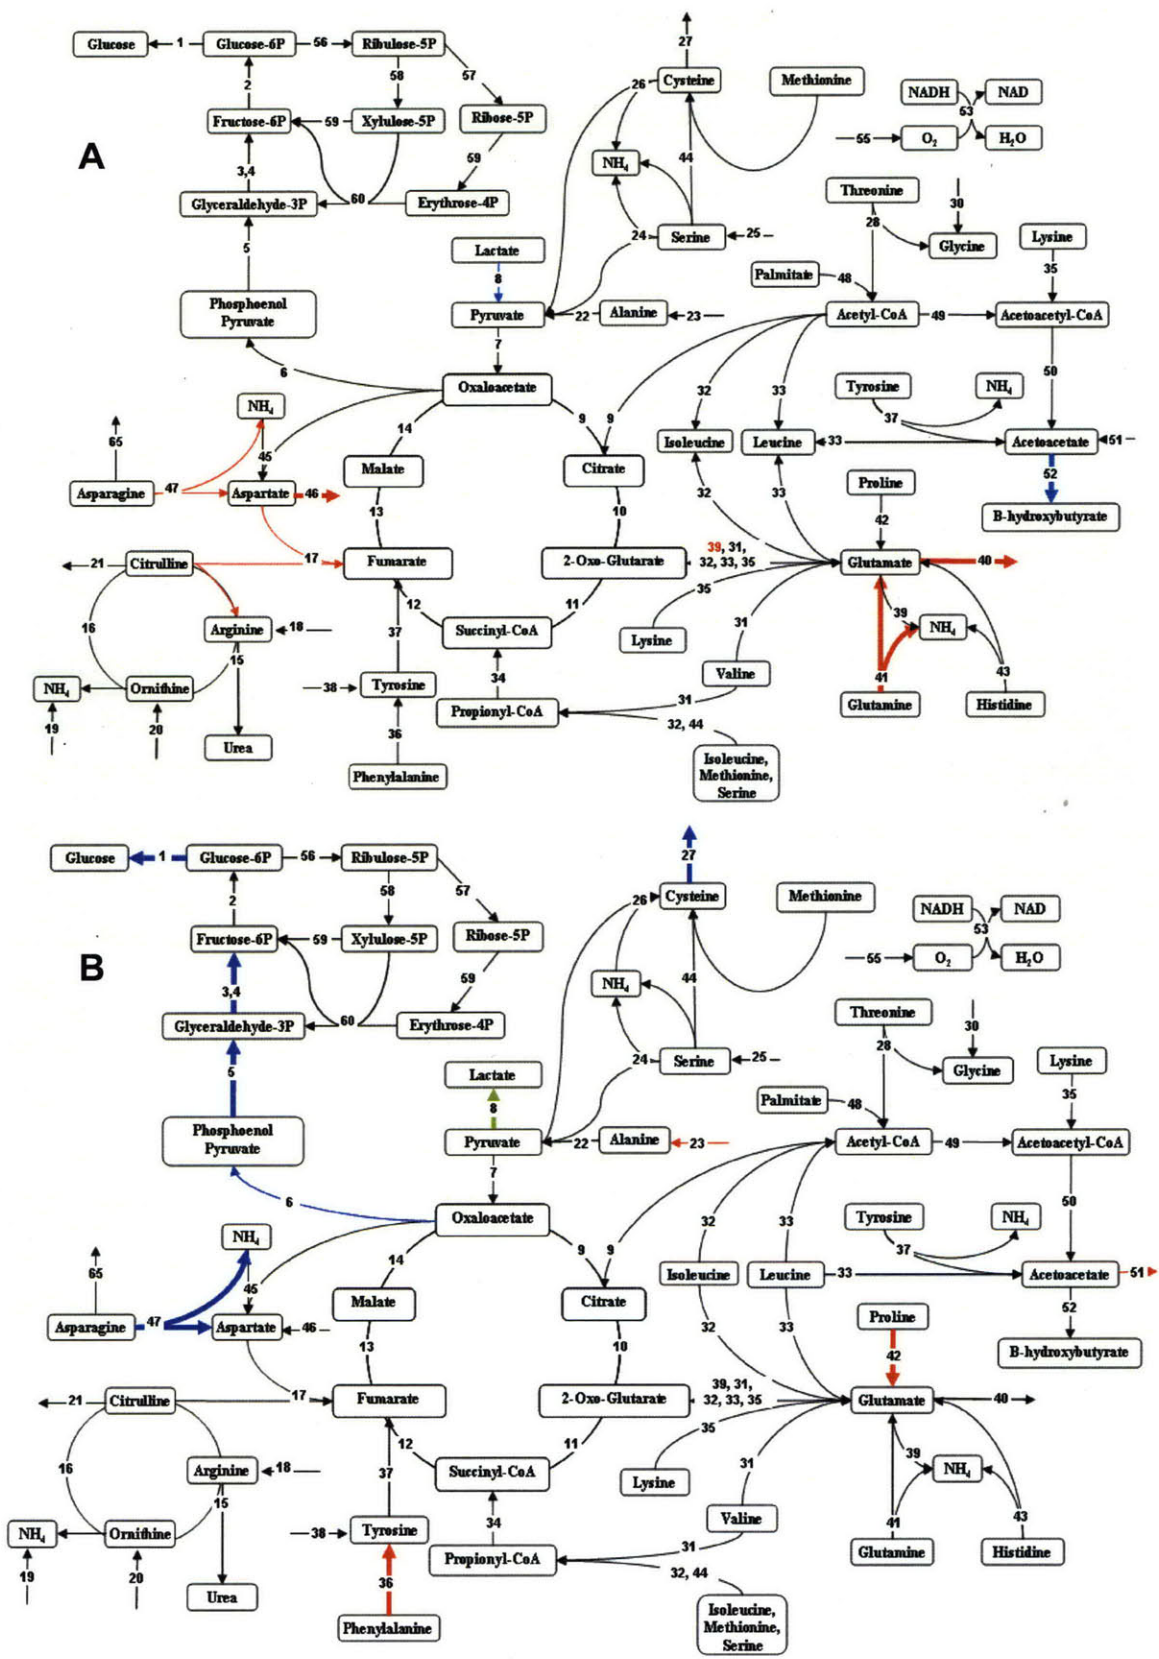 27
Glucose
1
Glucose-6P
56
Ribulose-5P
58
57
2
26
Cysteine
Methionine
NADH
NAD
53
Fructose-6P
59
Xylulose-5P
Ribose-5P
55
O2
H2O
A
59
44
NH4
3,4
Threonine
30
Glyceraldehyde-3P
60
Erythrose-4P
28
24
Serine
25
Glycine
Lysine
5
Lactate
35
8
Palmitate
48
Phosphoenol
Pyruvate
Pyruvate
22
Alanine
23
Acetyl-CoA
49
Acetoacetyl-CoA
7
6
50
Oxaloacetate
32
33
Tyrosine
NH4
NH4
14
9
9
37
65
45
Isoleucine
Leucine
33
Acetoacetate
51
Malate
Citrate
52
47
Asparagine
Aspartate
46
32
33
Proline
13
10
42
B-hydroxybutyrate
39, 31,
21
Citrulline
17
Fumarate
2-Oxo-Glutarate
32, 33, 35
Glutamate
40
35
12
11
39
16
Arginine
18
37
Succinyl-CoA
Lysine
31
NH4
15
34
Valine
41
43
NH4
Ornithine
38
Tyrosine
31
Propionyl-CoA
Glutamine
Histidine
32, 44
19
20
36
Urea
Isoleucine,
Methionine,
Serine
Phenylalanine
27
Glucose
1
Glucose-6P
56
Ribulose-5P
58
57
2
26
Cysteine
Methionine
NADH
NAD
53
Fructose-6P
59
Xylulose-5P
Ribose-5P
55
O2
H2O
B
59
44
NH4
3,4
Threonine
30
Glyceraldehyde-3P
60
Erythrose-4P
28
24
Serine
25
Glycine
Lysine
5
Lactate
35
8
Palmitate
48
Phosphoenol
Pyruvate
Pyruvate
22
Alanine
23
Acetyl-CoA
49
Acetoacetyl-CoA
7
6
50
Oxaloacetate
32
33
Tyrosine
NH4
NH4
14
9
9
37
65
45
Isoleucine
Leucine
33
Acetoacetate
51
Malate
Citrate
52
47
Asparagine
Aspartate
46
32
33
Proline
13
10
42
B-hydroxybutyrate
39, 31,
21
Citrulline
17
Fumarate
2-Oxo-Glutarate
32, 33, 35
Glutamate
40
35
12
11
39
16
Arginine
18
37
Succinyl-CoA
Lysine
31
NH4
15
34
Valine
41
43
NH4
Ornithine
38
Tyrosine
31
Propionyl-CoA
Glutamine
Histidine
32, 44
19
20
36
Urea
Isoleucine,
Methionine,
Serine
Phenylalanine